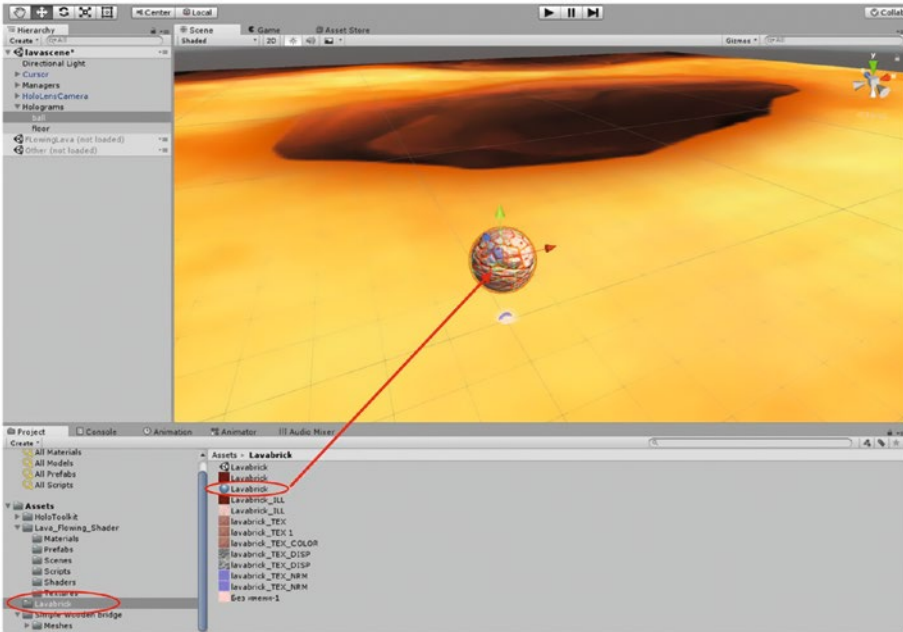 Center Local Collab
Hierarchy Scene Game Asset Store
Create All Shaded 2D Gizmos All
lavascene*
Directional Light
Cursor
Managers
HoloLensCamera
Holograms
ball
floor
FLowingLava (not loaded)
Other (not loaded)
y
Project Console Animation Animator Audio Mixer
Create
All Materials
All Models
All Prefabs
All Scripts
Assets
HoloToolkit
Lava_Flowing_Shader
Materials
Prefabs
Scenes
Scripts
Shaders
Textures
Lavabrick
Simple Wooden Bridge
Meshes
Assets Lavabrick
Lavabrick
Lavabrick
Lavabrick
Lavabrick_ILL
Lavabrick_ILL
lavabrick_TEX
lavabrick_TEX 1
lavabrick_TEX_COLOR
lavabrick_TEX_DISP
lavabrick_TEX_DISP
lavabrick_TEX_NRM
lavabrick_TEX_NRM
Без имени-1